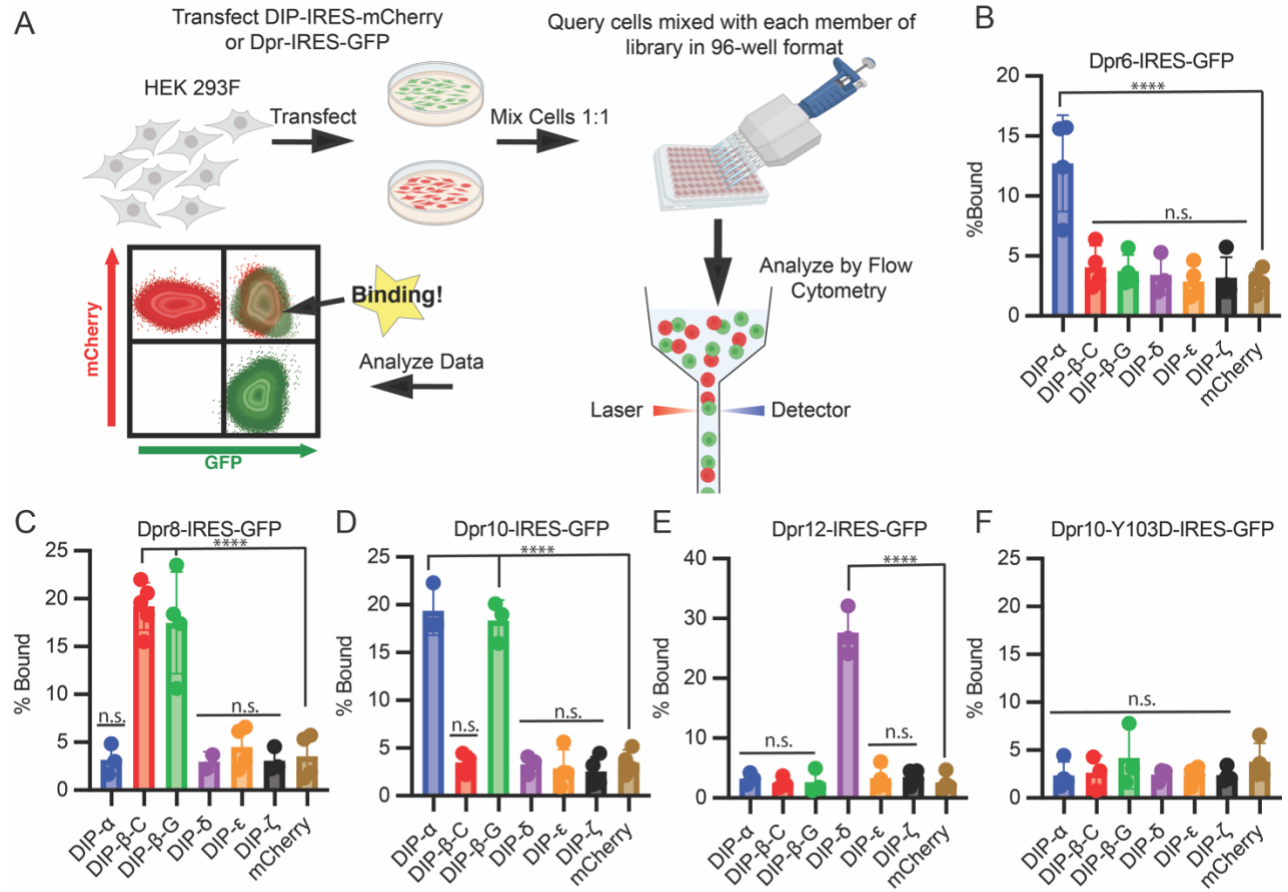 A
Transfect DIP-IRES-mCherry
or Dpr-IRES-GFP
Query cells mixed with each member of
library in 96-well format
HEK 293F
Transfect
Mix Cells 1:1
Analyze by Flow
Cytometry
mCherry
Binding!
Analyze Data
GFP
Laser
Detector
B
Dpr6-IRES-GFP
%Bound
20
15
10
5
0
****
n.s.
DIP-α
DIP-β-C
DIP-β-G
DIP-δ
DIP-ε
DIP-ζ
mCherry
C
Dpr8-IRES-GFP
% Bound
25
20
15
10
5
0
****
n.s.
n.s.
DIP-α
DIP-β-C
DIP-β-G
DIP-δ
DIP-ε
DIP-ζ
mCherry
D
Dpr10-IRES-GFP
% Bound
25
20
15
10
5
0
****
n.s.
n.s.
DIP-α
DIP-β-C
DIP-β-G
DIP-δ
DIP-ε
DIP-ζ
mCherry
E
Dpr12-IRES-GFP
% Bound
40
30
20
10
0
****
n.s.
n.s.
DIP-α
DIP-β-C
DIP-β-G
DIP-δ
DIP-ε
DIP-ζ
mCherry
F
Dpr10-Y103D-IRES-GFP
% Bound
25
20
15
10
5
0
n.s.
DIP-α
DIP-β-C
DIP-β-G
DIP-δ
DIP-ε
DIP-ζ
mCherry